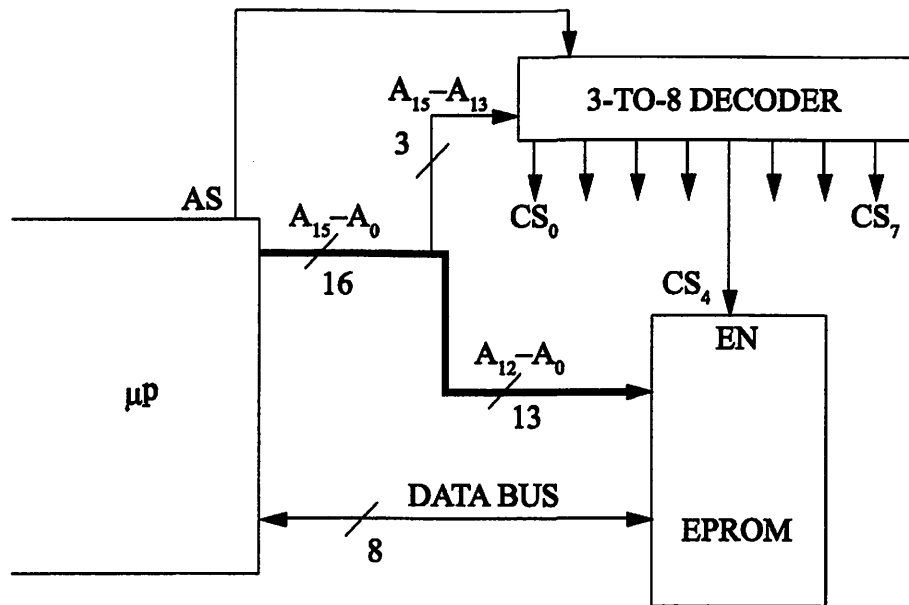 3-TO-8 DECODER
A₁₅–A₁₃
3
AS
CS₀
CS₇
A₁₅–A₀
16
CS₄
EN
A₁₂–A₀
13
μp
DATA BUS
8
EPROM